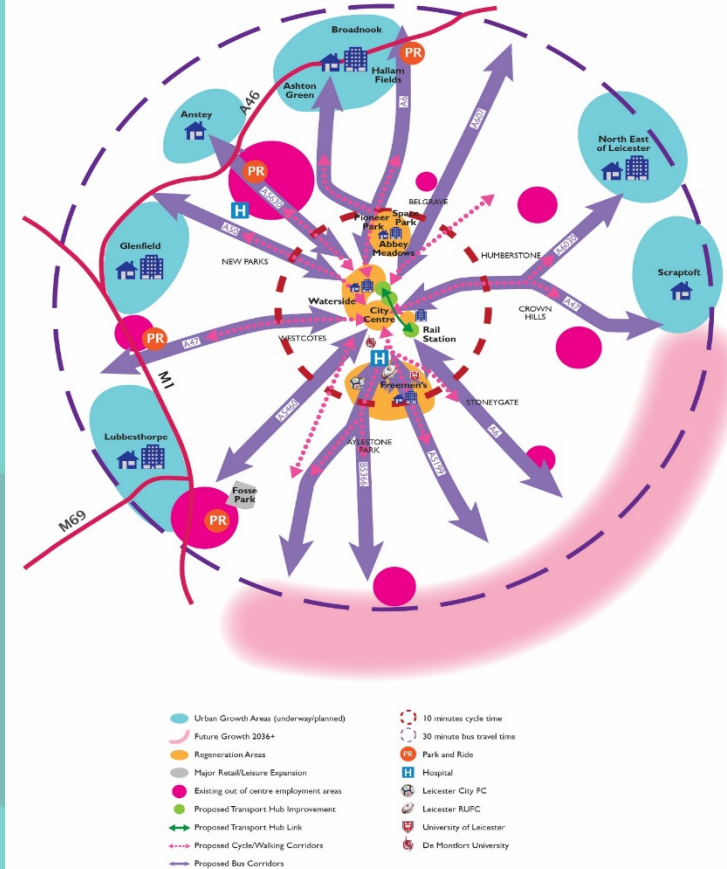 Broadnook
PR
Ashton
Green
Hallam
Fields
A46
A6
A607
Anstey
PR
A5630
North East
of Leicester
BELGRAVE
H
Pioneer
Park
Space
Park
Abbey
Meadows
Glenfield
A50
NEW PARKS
HUMBERSTONE
A6030
Scraptoft
Waterside
City
Centre
CROWN
HILLS
A47
Rail
Station
PR
A47
WESTCOTES
M1
H
Freemen's
STONEYGATE
A5460
A6
Lubbesthorpe
AYLESTONE
PARK
A5199
Fosse
Park
PR
M69
Urban Growth Areas (underway/planned)
Future Growth 2036+
Regeneration Areas
Major Retail/Leisure Expansion
Existing out of centre employment areas
Proposed Transport Hub Improvement
Proposed Transport Hub Link
Proposed Cycle/Walking Corridors
Proposed Bus Corridors
10 minutes cycle time
30 minute bus travel time
PR Park and Ride
H Hospital
Leicester City FC
Leicester RUFC
University of Leicester
De Montfort University